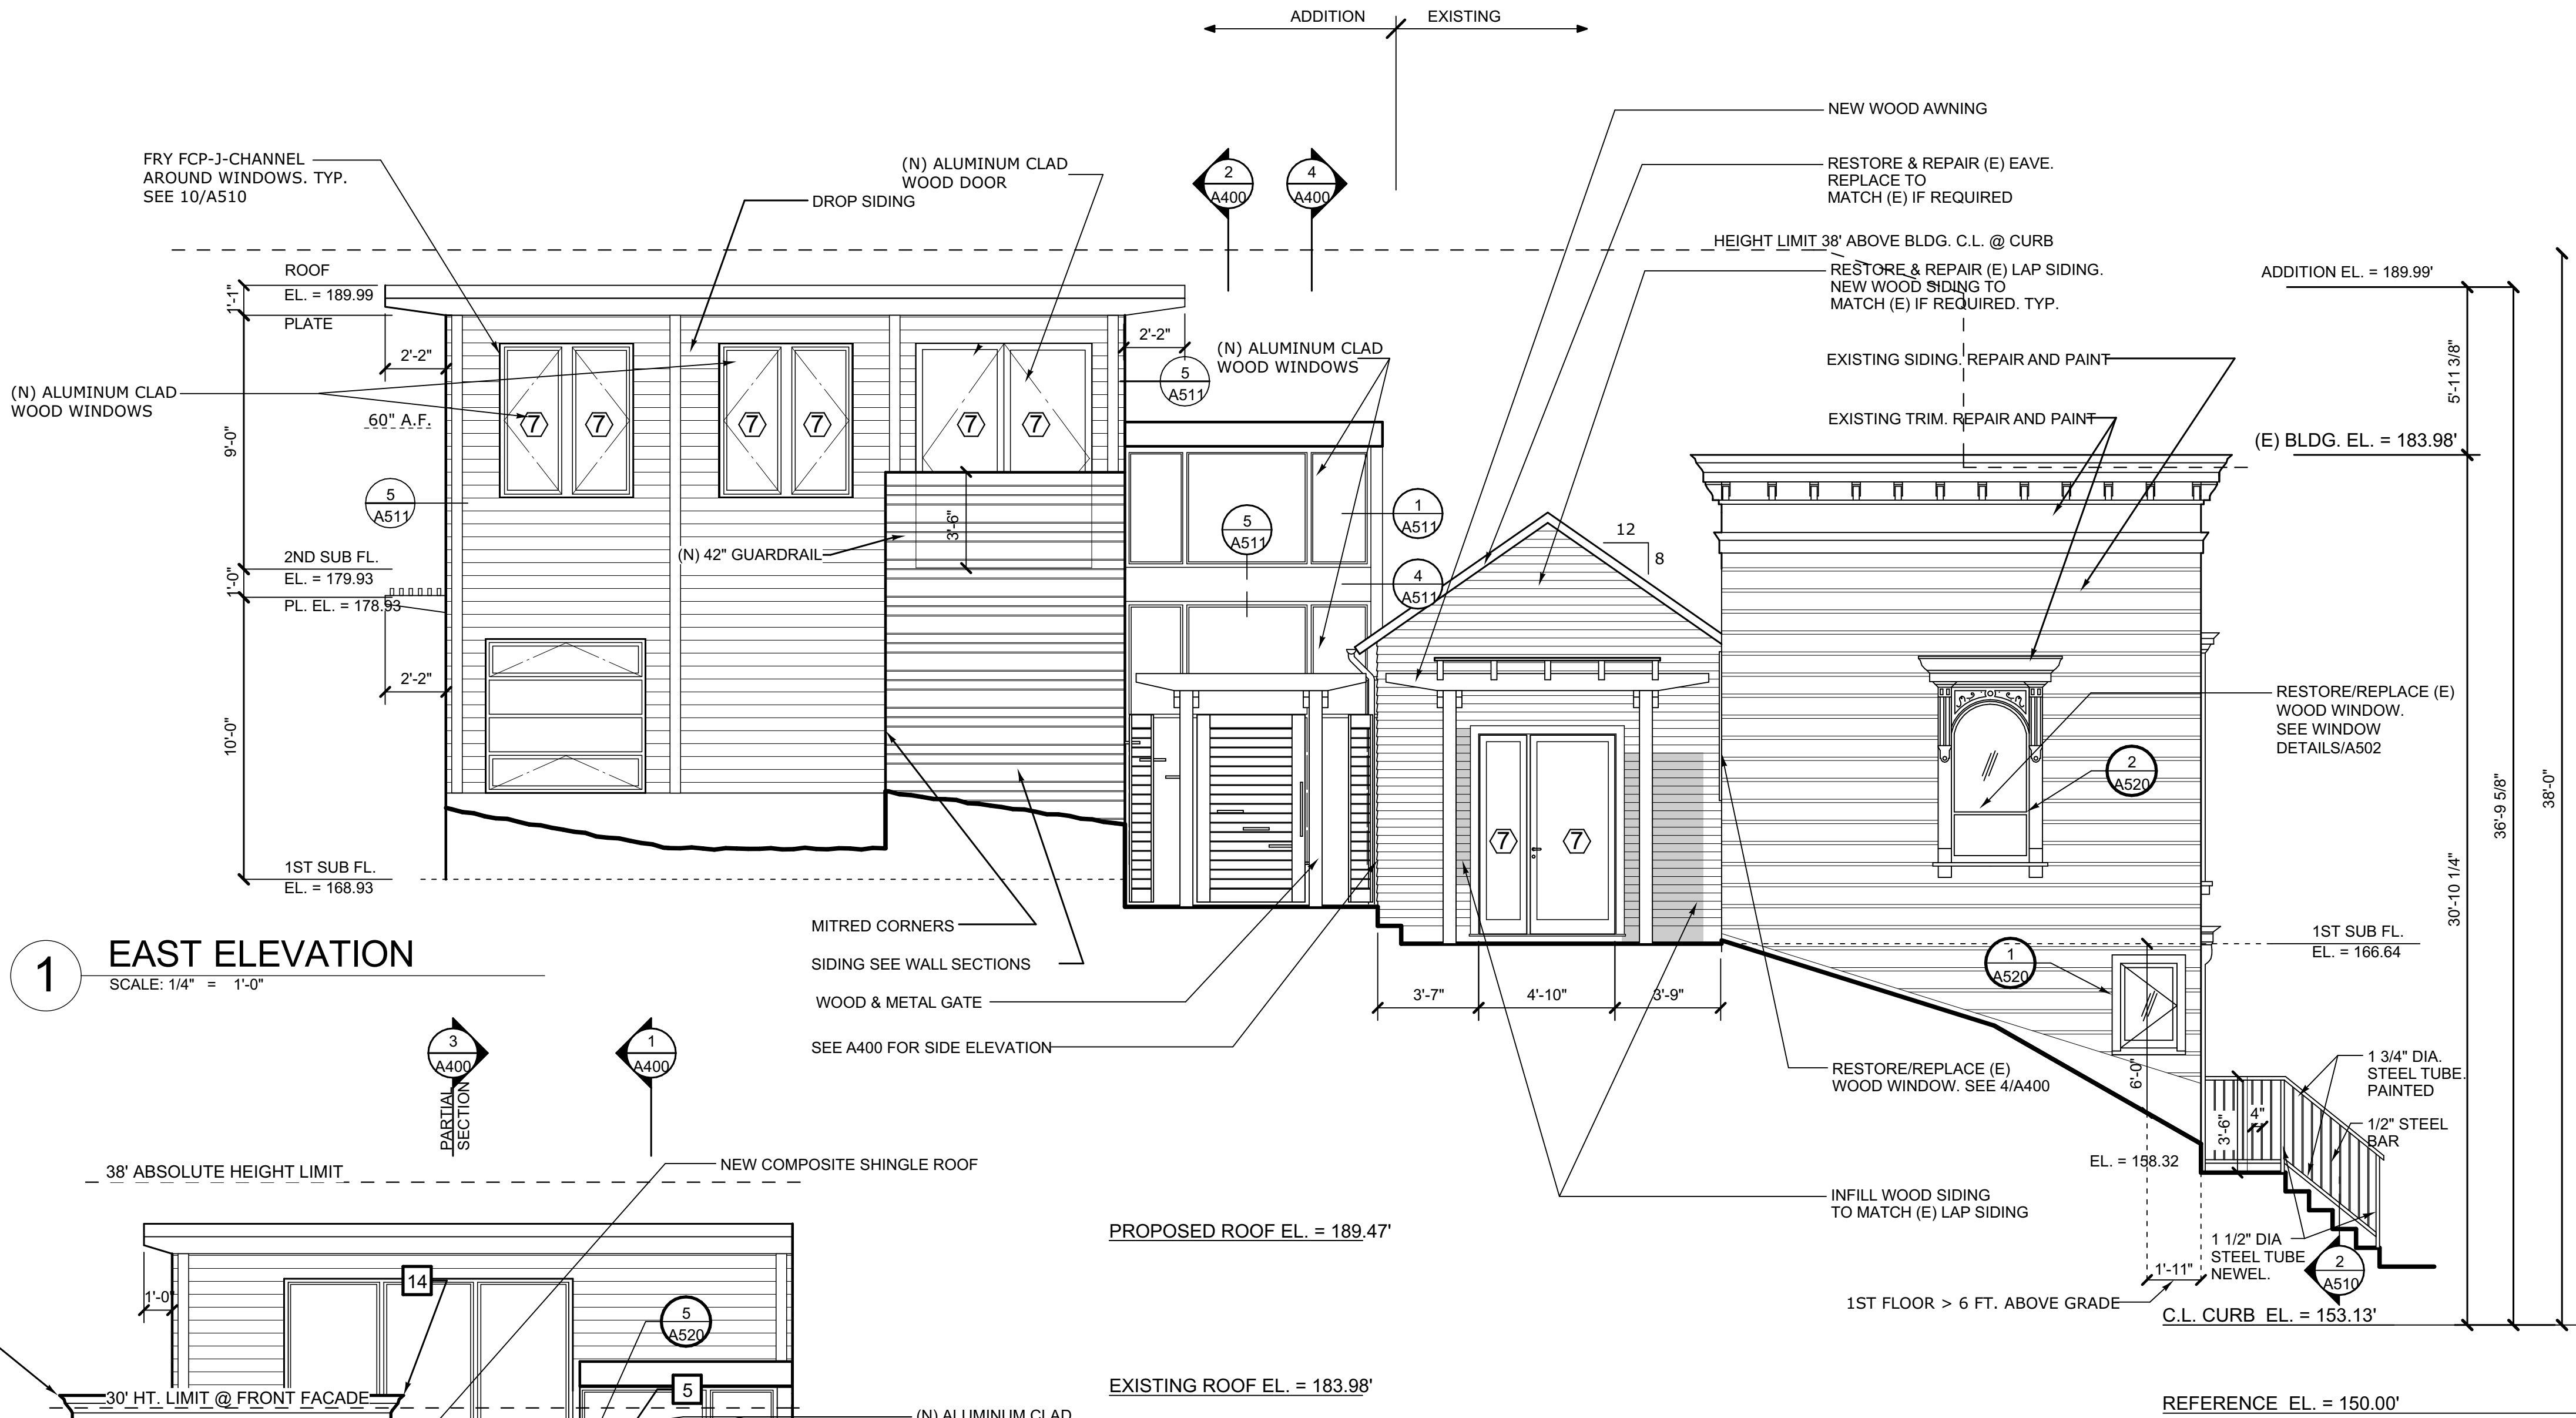 ADDITION
EXISTING
NEW WOOD AWNING
FRY FCP-J-CHANNEL
AROUND WINDOWS. TYP.
SEE 10/A510
(N) ALUMINUM CLAD
WOOD DOOR
DROP SIDING
2
A400
4
A400
RESTORE & REPAIR (E) EAVE.
REPLACE TO
MATCH (E) IF REQUIRED
HEIGHT LIMIT 38' ABOVE BLDG. C.L. @ CURB
RESTORE & REPAIR (E) LAP SIDING.
NEW WOOD SIDING TO
MATCH (E) IF REQUIRED. TYP.
ADDITION EL. = 189.99'
ROOF
EL. = 189.99
PLATE
1'-1"
2'-2"
2'-2"
(N) ALUMINUM CLAD
WOOD WINDOWS
5
A511
EXISTING SIDING. REPAIR AND PAINT
5'-11 3/8"
(N) ALUMINUM CLAD
WOOD WINDOWS
60" A.F.
9'-0"
7
7
7
7
7
7
EXISTING TRIM. REPAIR AND PAINT
(E) BLDG. EL. = 183.98'
5
A511
3'-6"
5
A511
1
A511
12
8
(N) 42" GUARDRAIL
2ND SUB FL.
EL. = 179.93
1'-0"
PL. EL. = 178.93
4
A511
2'-2"
10'-0"
RESTORE/REPLACE (E)
WOOD WINDOW.
SEE WINDOW
DETAILS/A502
2
A520
36'-9 5/8"
38'-0"
7
7
1ST SUB FL.
EL. = 168.93
30'-10 1/4"
MITRED CORNERS
1ST SUB FL.
EL. = 166.64
1
EAST ELEVATION
SCALE: 1/4" = 1'-0"
SIDING SEE WALL SECTIONS
1
A520
WOOD & METAL GATE
3'-7"
4'-10"
3'-9"
SEE A400 FOR SIDE ELEVATION
3
A400
PARTIAL
SECTION
1
A400
RESTORE/REPLACE (E)
WOOD WINDOW. SEE 4/A400
6'-0"
1 3/4" DIA.
STEEL TUBE.
PAINTED
3'-6"
4"
1/2" STEEL
BAR
EL. = 158.32
38' ABSOLUTE HEIGHT LIMIT
NEW COMPOSITE SHINGLE ROOF
INFILL WOOD SIDING
TO MATCH (E) LAP SIDING
PROPOSED ROOF EL. = 189.47'
1 1/2" DIA
STEEL TUBE
NEWEL.
2
A510
1'-11"
1ST FLOOR > 6 FT. ABOVE GRADE
C.L. CURB EL. = 153.13'
14
1'-0"
5
A520
30' HT. LIMIT @ FRONT FACADE
5
EXISTING ROOF EL. = 183.98'
REFERENCE EL. = 150.00'
(N) ALUMINUM CLAD